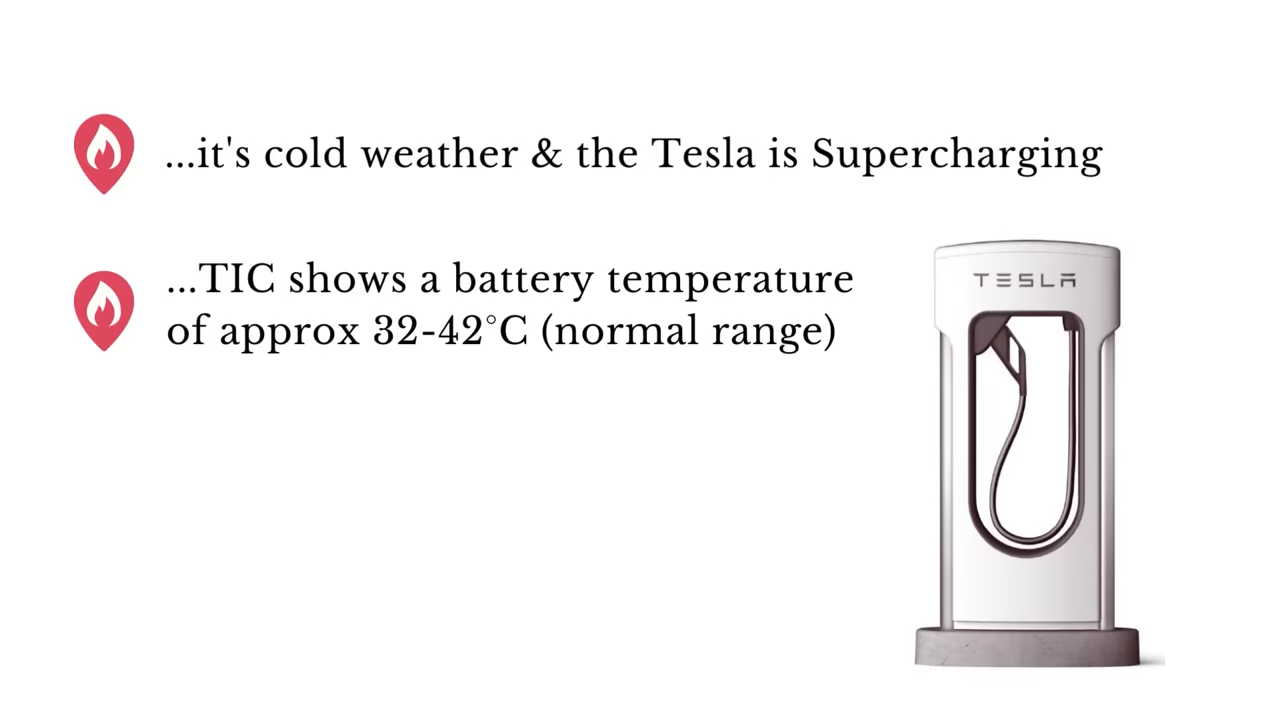 ...it's cold weather & the Tesla is Supercharging
...TIC shows a battery temperature
of approx 32-42°C (normal range)
TESLA